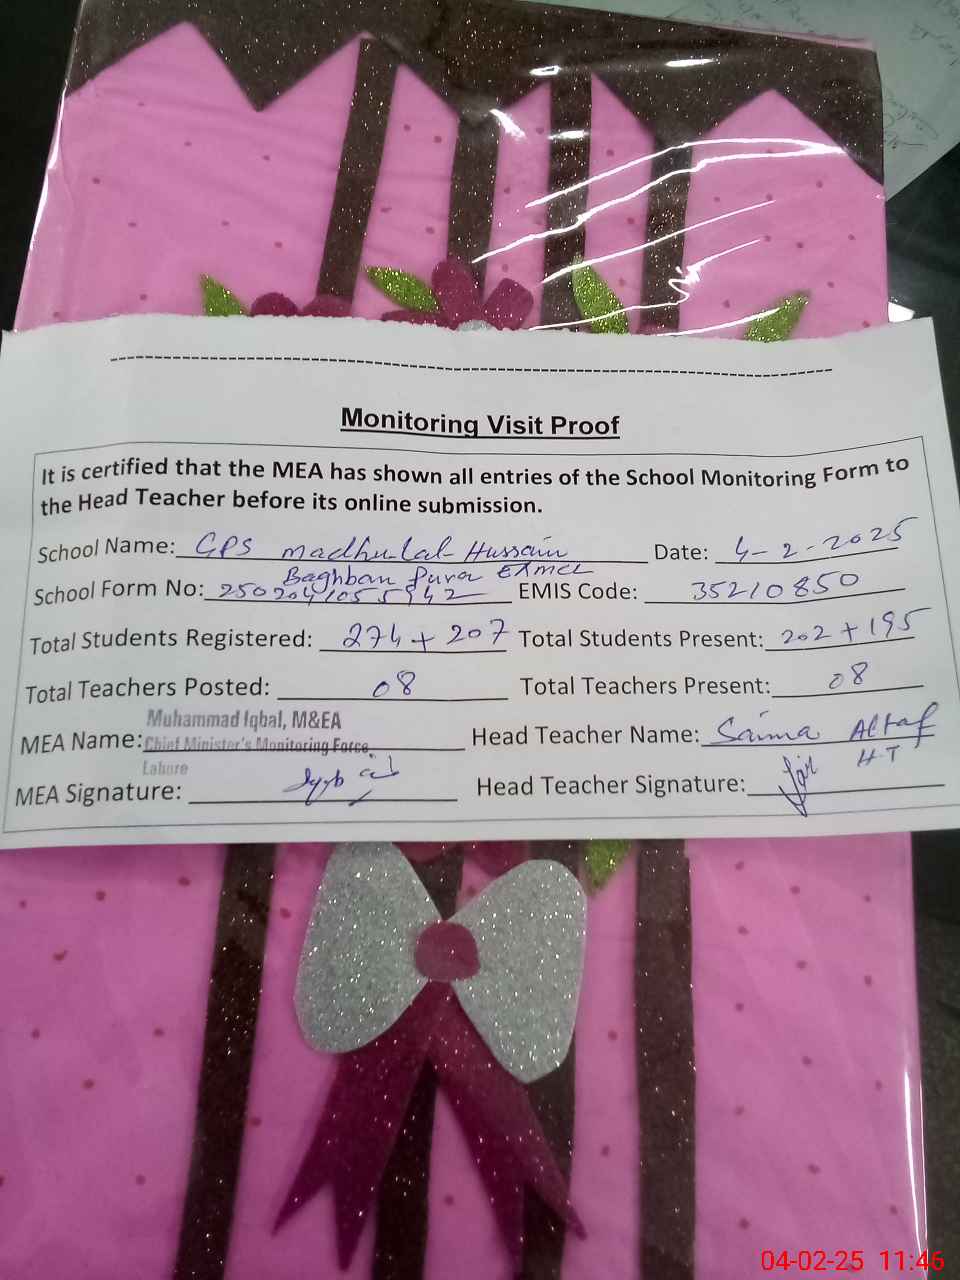 Monitoring Visit Proof
It is certified that the MEA has shown all entries of the School Monitoring Form to
the Head Teacher before its online submission.
School Name: GPS Madhulal Hussain Date: 4-2-2025
Baghban Pura
School Form No: EMIS Code: 35210850
Total Students Registered: 274 + 207 Total Students Present: 202 + 195
Total Teachers Posted: 08 Total Teachers Present: 08
Muhammad Iqbal, M&EA
MEA Name: Chief Minister's Monitoring Force, Head Teacher Name: Saima Altaf
Lahore H-T
MEA Signature: Head Teacher Signature:
04-02-25 11:46